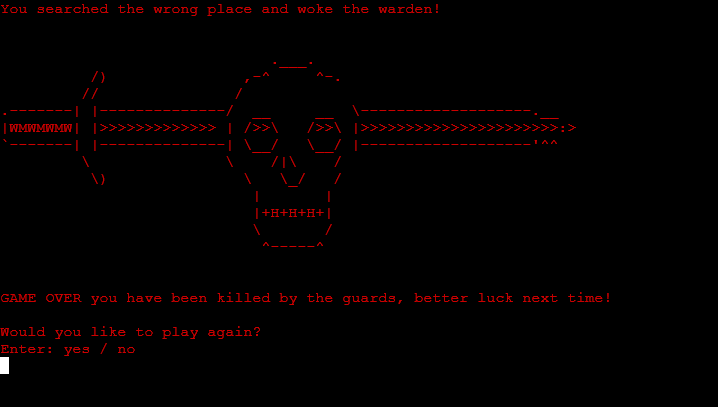 You searched the wrong place and woke the warden!
GAME OVER you have been killed by the guards, better luck next time!
Would you like to play again?
Enter: yes / no